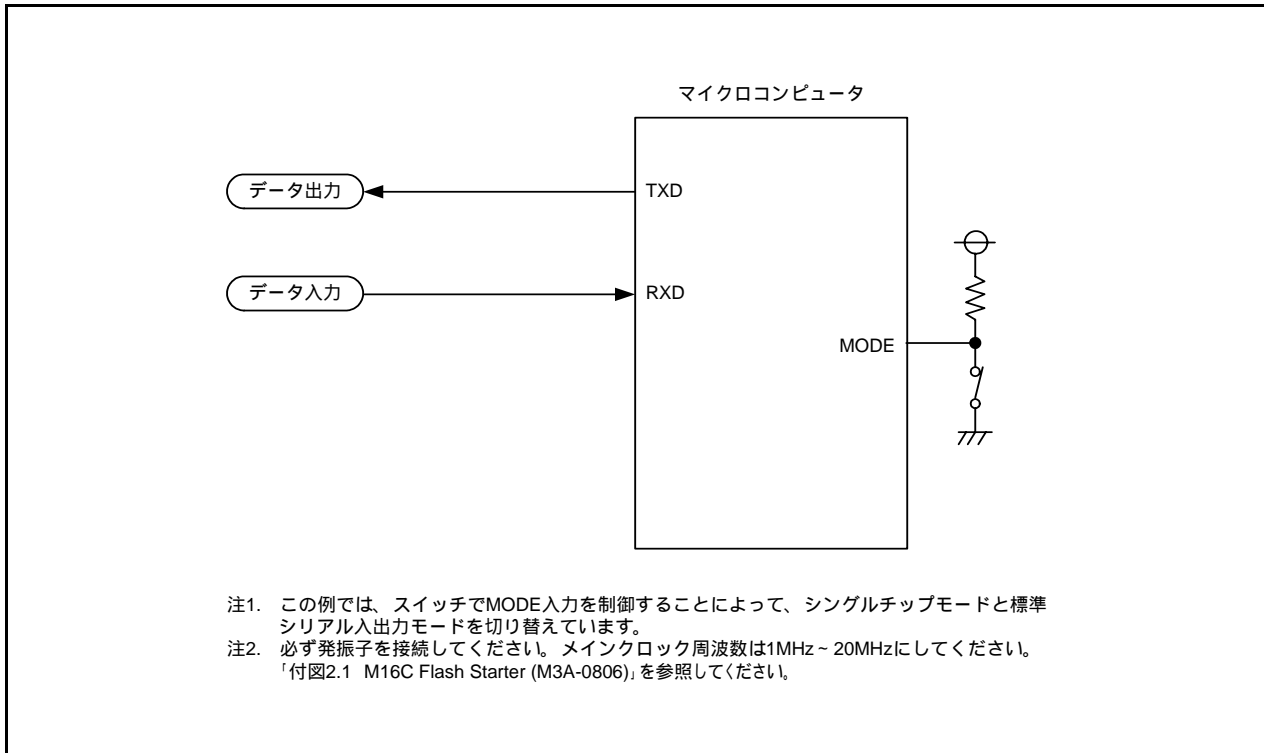 マイクロコンピュータ
データ出力
TXD
データ入力
RXD
MODE
注1. この例では、スイッチでMODE入力を制御することによって、シングルチップモードと標準
シリアル入出力モードを切り替えています。
注2. 必ず発振子を接続してください。メインクロック周波数は1MHz～20MHzにしてください。
「付図2.1 M16C Flash Starter (M3A-0806)」を参照してください。